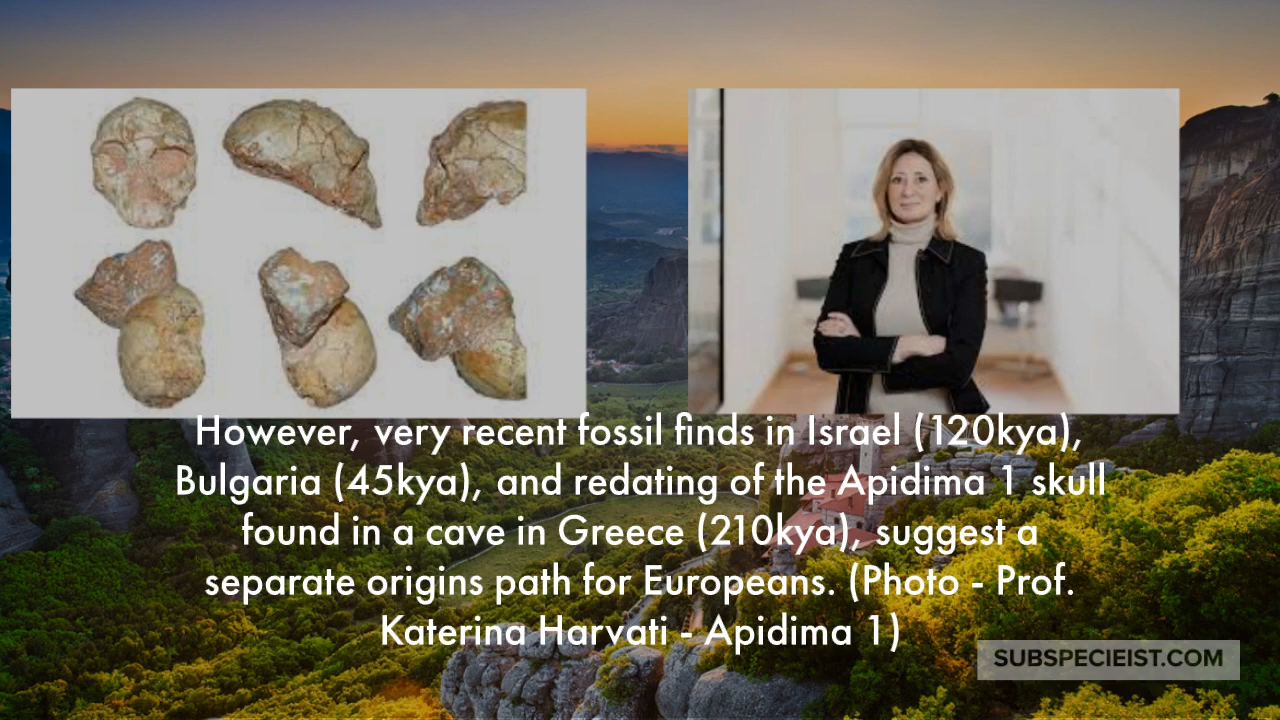 However, very recent fossil finds in Israel (120kya),
Bulgaria (45kya), and redating of the Apidima 1 skull
found in a cave in Greece (210kya), suggest a
separate origins path for Europeans. (Photo - Prof.
Katerina Harvati - Apidima 1)
SUBSPECIEIST.COM